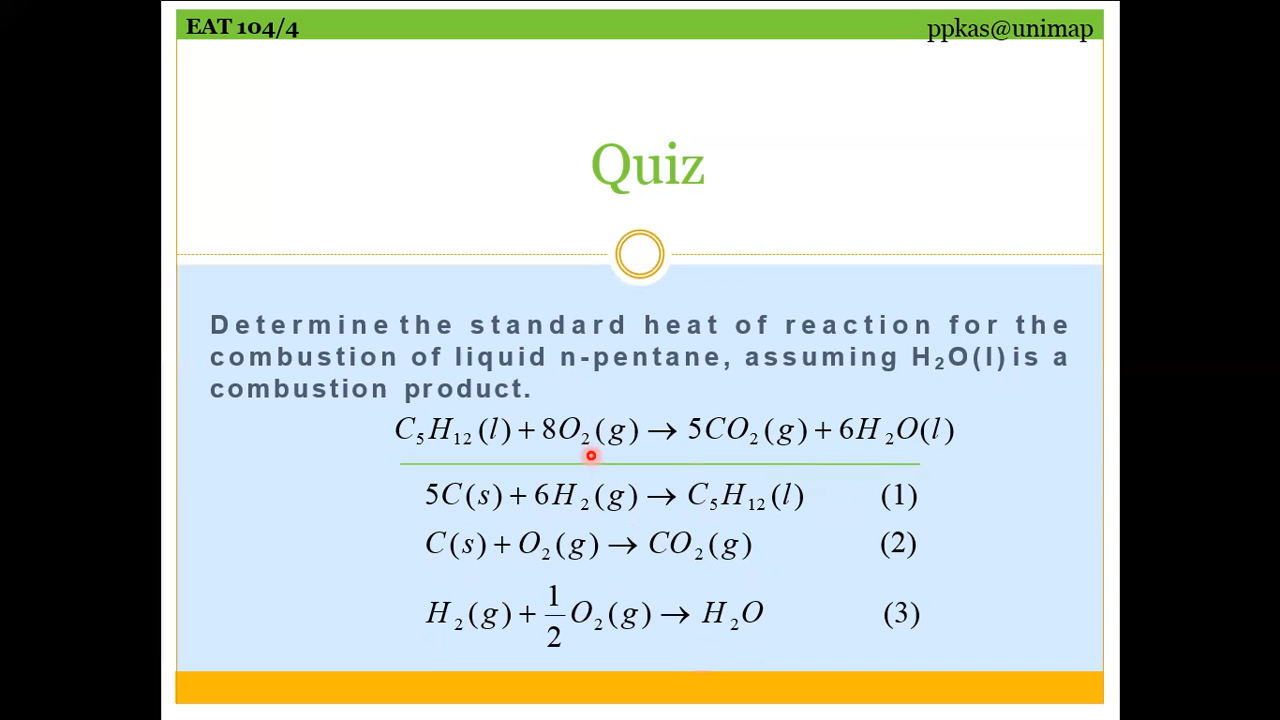 EAT 104/4
ppkas@unimap
Quiz
Determine the standard heat of reaction for the
combustion of liquid n-pentane, assuming H₂O(l) is a
combustion product.
C₅H₁₂(l) + 8O₂(g) → 5CO₂(g) + 6H₂O(l)
5C(s) + 6H₂(g) → C₅H₁₂(l) (1)
C(s) + O₂(g) → CO₂(g) (2)
H₂(g) + 1/2 O₂(g) → H₂O (3)